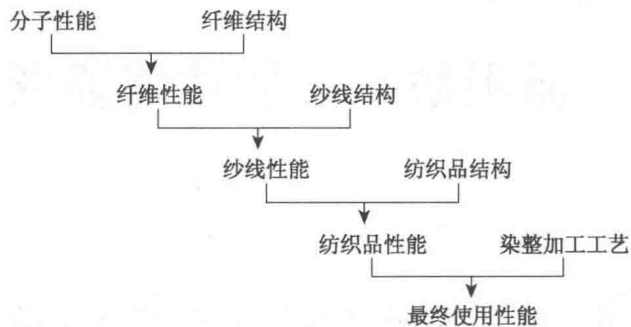 分子性能 纤维结构
纤维性能 纱线结构
纱线性能 纺织品结构
纺织品性能 染整加工工艺
最终使用性能